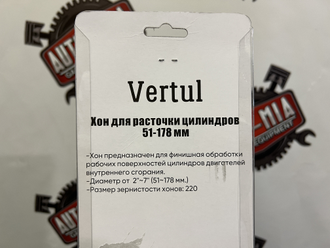 Vertul
Хон для расточки цилиндров
51-178 мм
-Хон предназначен для финишная обработки
рабочих поверхностей цилиндров двигателей
внутреннего сгорания.
-Диаметр от 2"~7" (51~178 мм.)
-Размер зернистости хонов: 220